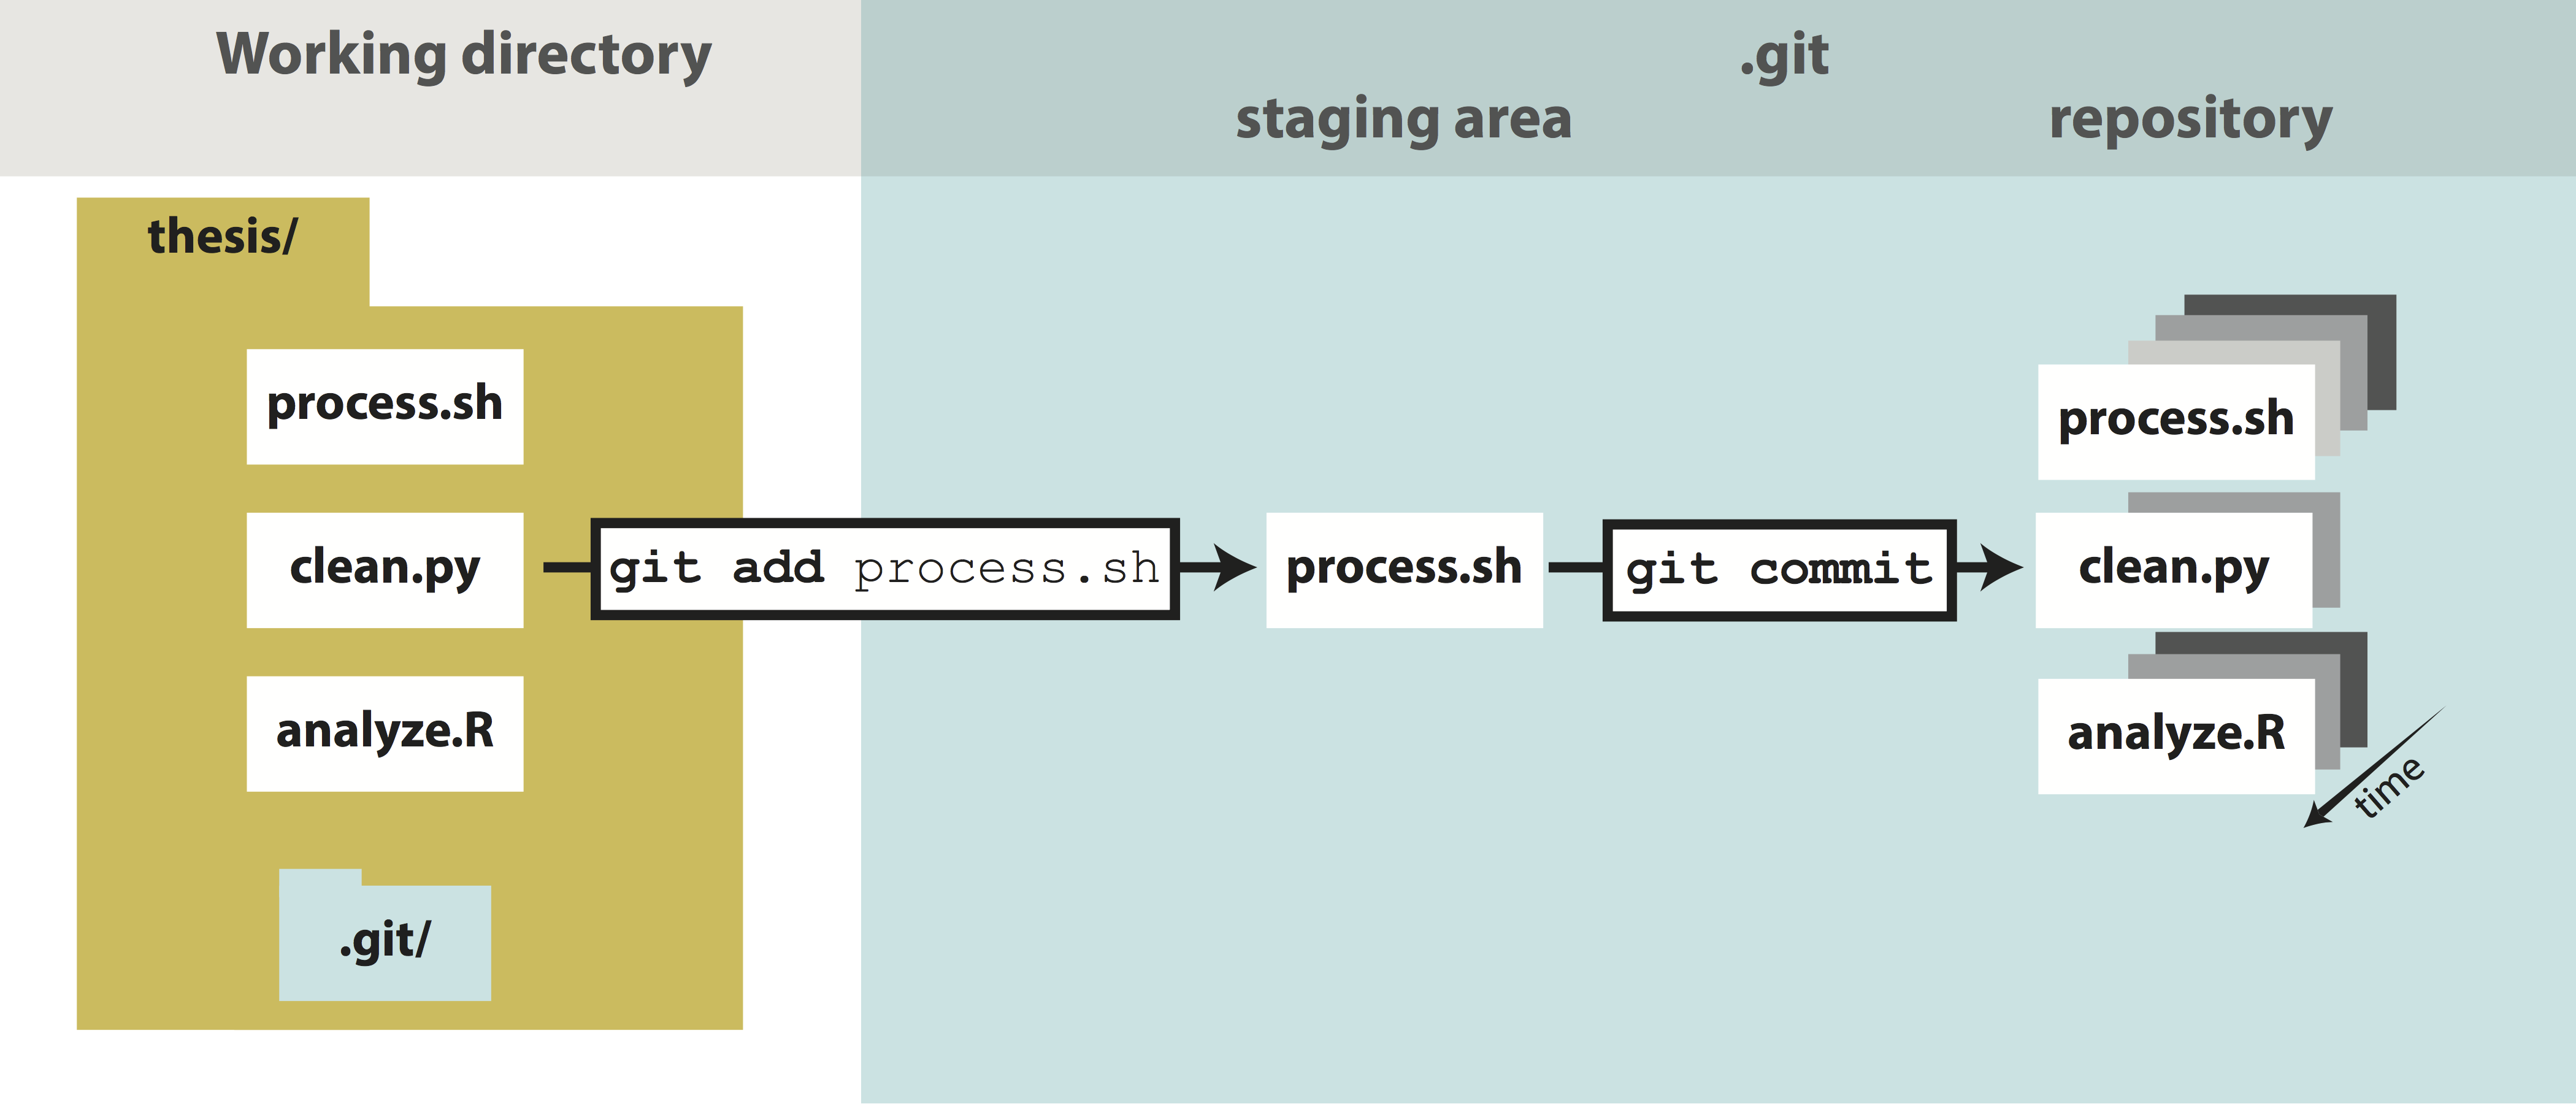 Working directory
.git
staging area
repository
thesis/
process.sh
clean.py
analyze.R
.git/
git add process.sh
process.sh
git commit
process.sh
clean.py
analyze.R
time